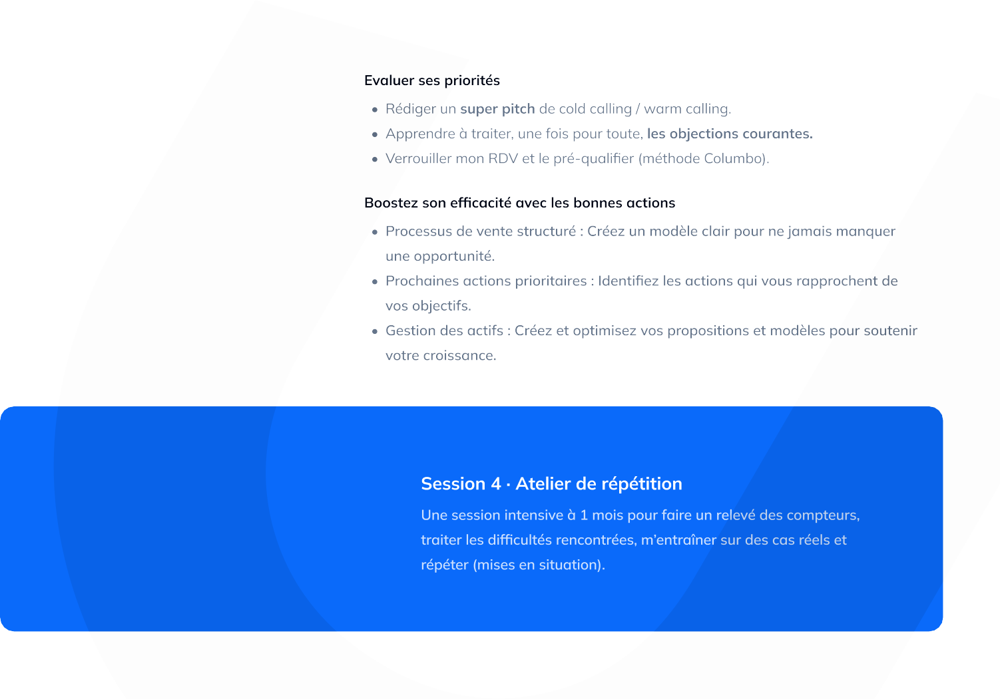 Evaluer ses priorités
• Rédiger un super pitch de cold calling / warm calling.
• Apprendre à traiter, une fois pour toute, les objections courantes.
• Verrouiller mon RDV et le pré-qualifier (méthode Columbo).
Boostez son efficacité avec les bonnes actions
• Processus de vente structuré : Créez un modèle clair pour ne jamais manquer
une opportunité.
• Prochaines actions prioritaires : Identifiez les actions qui vous rapprochent de
vos objectifs.
• Gestion des actifs : Créez et optimisez vos propositions et modèles pour soutenir
votre croissance.
Session 4 · Atelier de répétition
Une session intensive à 1 mois pour faire un relevé des compteurs,
traiter les difficultés rencontrées, m’entraîner sur des cas réels et
répéter (mises en situation).